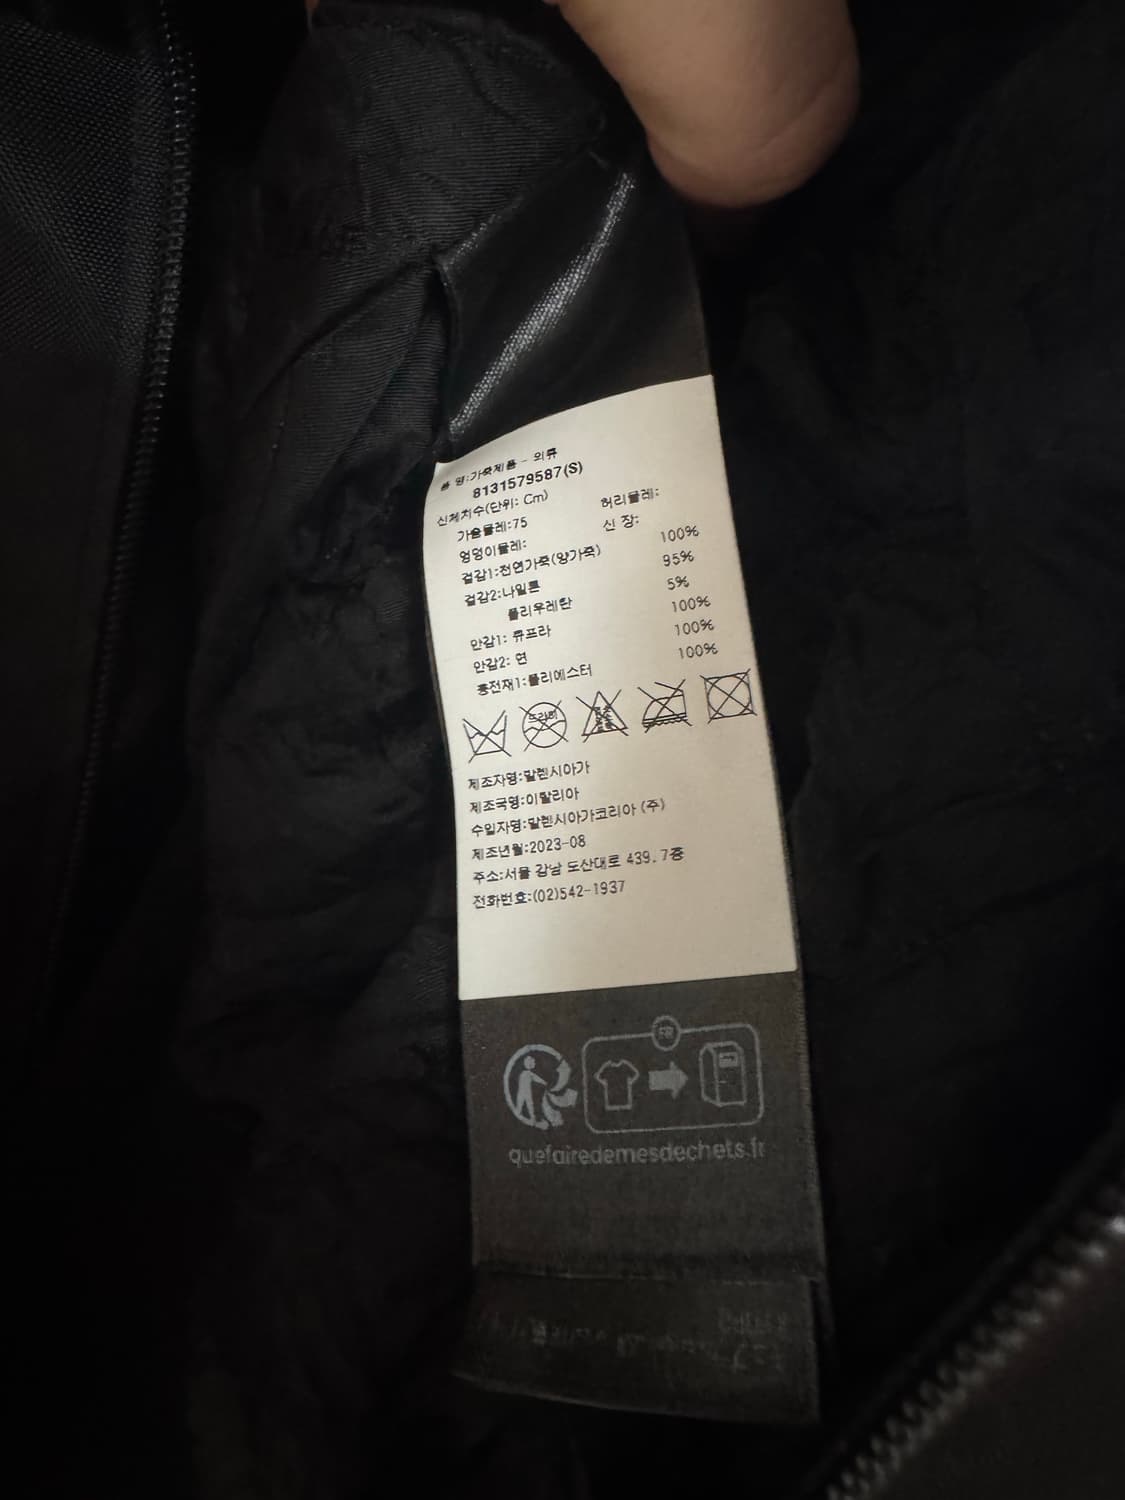 품 명:가죽제품 - 의류
8131579587(S)
신체치수(단위: Cm)
가슴둘레:75 허리둘레:
엉덩이둘레: 신 장:
겉감1:천연가죽(양가죽) 100%
겉감2:나일론 95%
폴리우레탄 5%
안감1: 큐프라 100%
안감2: 면 100%
충전재1:폴리에스터 100%
드라이
제조자명:발렌시아가
제조국명:이탈리아
수입자명:발렌시아가코리아 (주)
제조년월:2023-08
주소:서울 강남 도산대로 439. 7층
전화번호:(02)542-1937
FR
quefairedemesdechets.fr